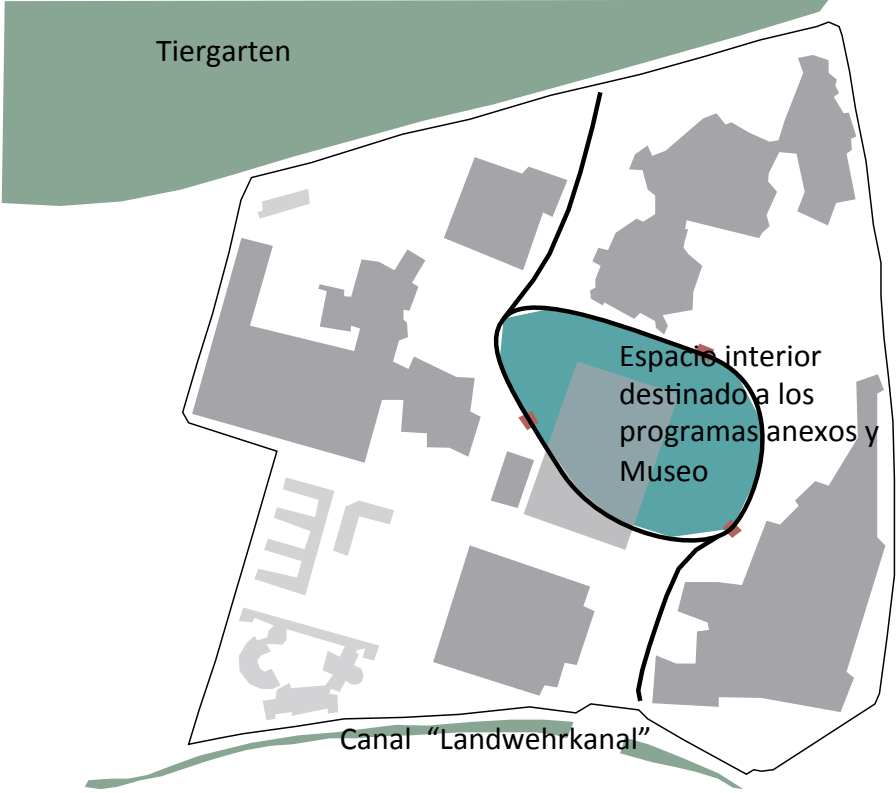 Tiergarten
Espacio interior
destinado a los
programas anexos y
Museo
Canal “Landwehrkanal”